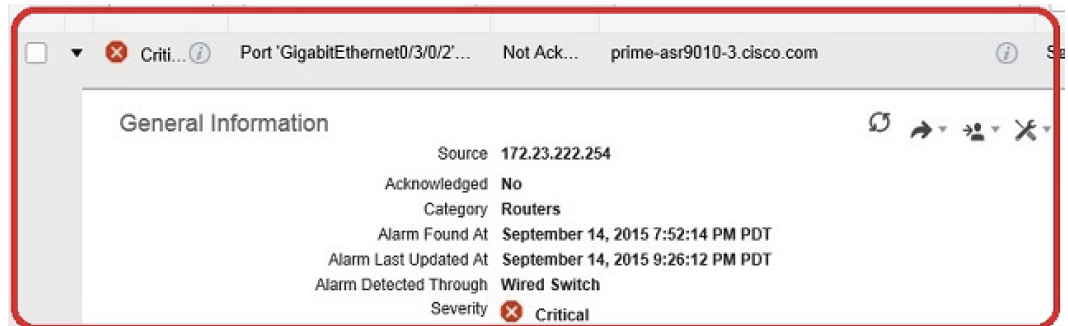 Criti... Port 'GigabitEthernet0/3/0/2'... Not Ack... prime-asr9010-3.cisco.com
General Information
Source 172.23.222.254
Acknowledged No
Category Routers
Alarm Found At September 14, 2015 7:52:14 PM PDT
Alarm Last Updated At September 14, 2015 9:26:12 PM PDT
Alarm Detected Through Wired Switch
Severity Critical